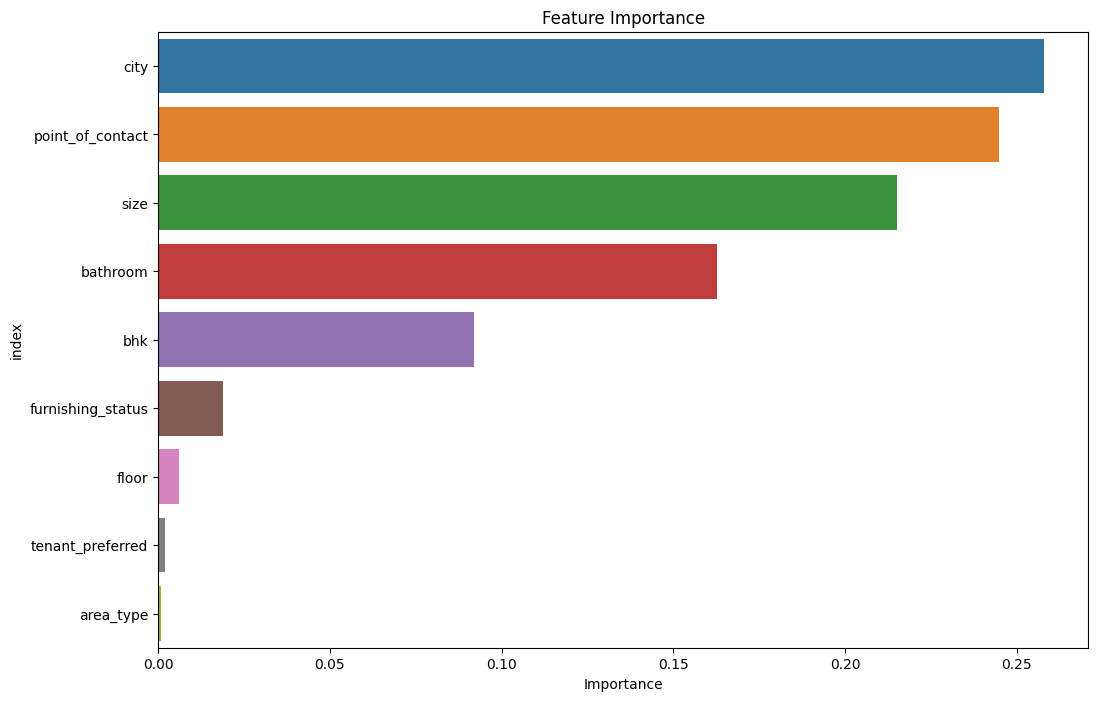 Feature Importance
city
point_of_contact
size
bathroom
bhk
furnishing_status
floor
tenant_preferred
area_type
index
0.00 0.05 0.10 0.15 0.20 0.25
Importance